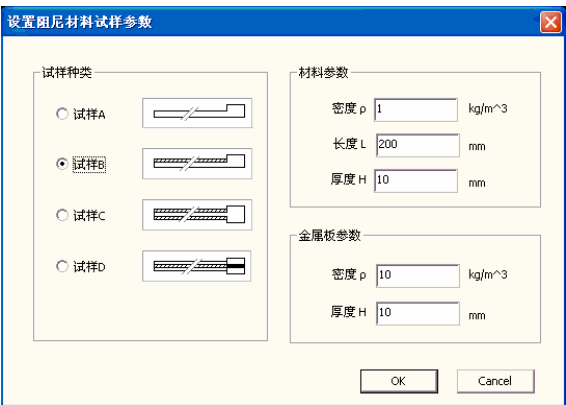 设置阻尼材料试样参数
试样种类
试样A
试样B
试样C
试样D
材料参数
密度 ρ 1 kg/m^3
长度 L 200 mm
厚度 H 10 mm
金属板参数
密度 ρ 10 kg/m^3
厚度 H 10 mm
OK Cancel